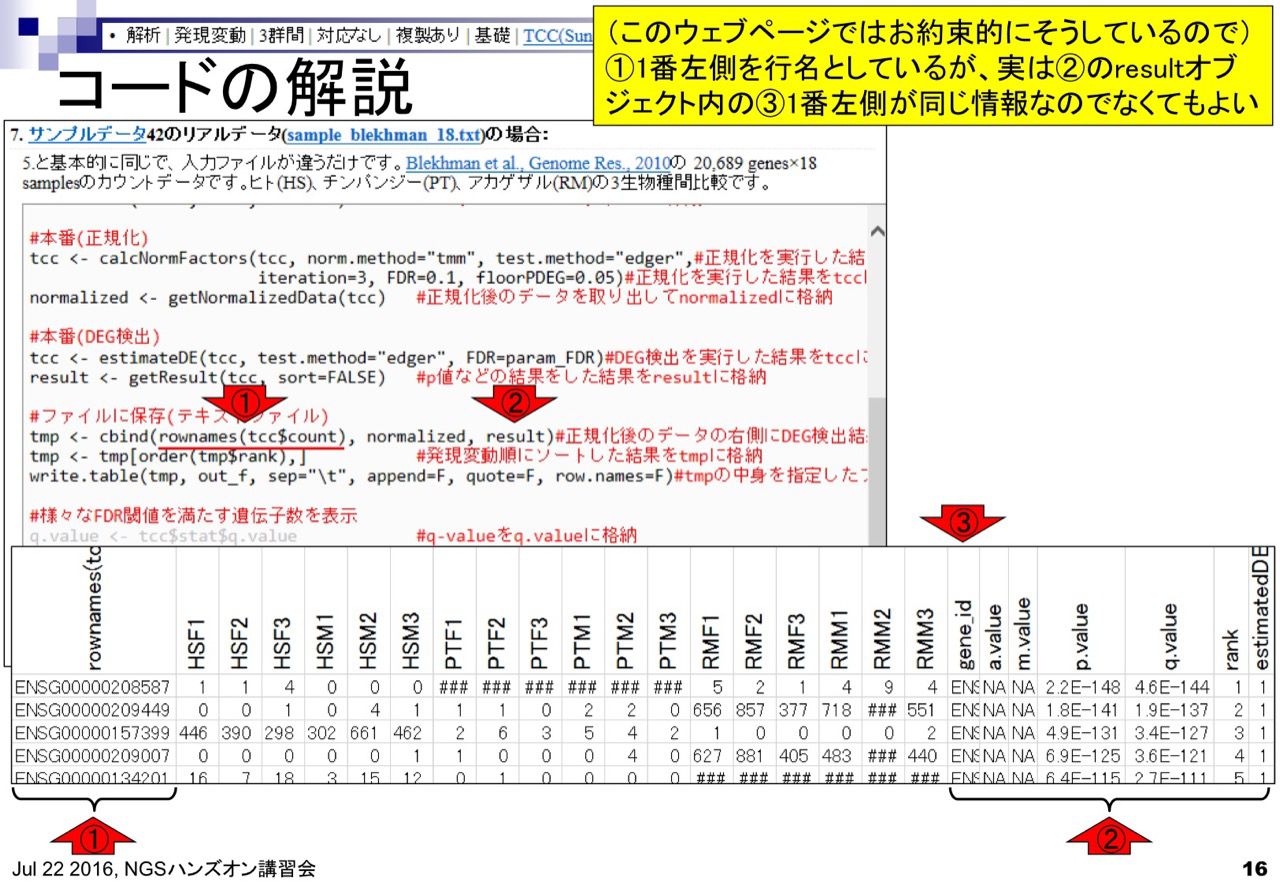 • 解析 | 発現変動 | 3群間 | 対応なし | 複製あり | 基礎 | TCC(Sun
コードの解説
(このウェブページではお約束的にそうしているので)
①1番左側を行名としているが、実は②のresultオブ
ジェクト内の③1番左側が同じ情報なのでなくてもよい
7. サンプルデータ42のリアルデータ(sample_blekhman_18.txt)の場合:
5.と基本的に同じで、入力ファイルが違うだけです。Blekhman et al., Genome Res., 2010の 20,689 genes×18
samplesのカウントデータです。ヒト(HS)、チンパンジー(PT)、アカゲザル(RM)の3生物種間比較です。
#本番(正規化)
tcc <- calcNormFactors(tcc, norm.method="tmm", test.method="edger",#正規化を実行した結
iteration=3, FDR=0.1, floorPDEG=0.05)#正規化を実行した結果をtccに
normalized <- getNormalizedData(tcc) #正規化後のデータを取り出してnormalizedに格納
#本番(DEG検出)
tcc <- estimateDE(tcc, test.method="edger", FDR=param_FDR)#DEG検出を実行した結果をtccに
result <- getResult(tcc, sort=FALSE) #p値などの結果をした結果をresultに格納
① ②
#ファイルに保存(テキストファイル)
tmp <- cbind(rownames(tcc$count), normalized, result)#正規化後のデータの右側にDEG検出結
tmp <- tmp[order(tmp$rank),] #発現変動順にソートした結果をtmpに格納
write.table(tmp, out_f, sep="\t", append=F, quote=F, row.names=F)#tmpの中身を指定したフ
#様々なFDR閾値を満たす遺伝子数を表示
q.value <- tcc$stat$q.value #q-valueをq.valueに格納
③
rownames(tc HSF1 HSF2 HSF3 HSM1 HSM2 HSM3 PTF1 PTF2 PTF3 PTM1 PTM2 PTM3 RMF1 RMF2 RMF3 RMM1 RMM2 RMM3 gene_id a.value m.value p.value q.value rank estimatedDE
ENSG00000208587 1 1 4 0 0 0 ### ### ### ### ### ### 5 2 1 4 9 4 ENS NA NA 2.2E-148 4.6E-144 1 1
ENSG00000209449 0 0 1 0 4 1 1 1 0 2 2 0 656 857 377 718 ### 551 ENS NA NA 1.8E-141 1.9E-137 2 1
ENSG00000157399 446 390 298 302 661 462 2 6 3 5 4 2 1 0 0 0 0 2 ENS NA NA 4.9E-131 3.4E-127 3 1
ENSG00000209007 0 0 0 0 0 1 1 0 0 0 4 0 627 881 405 483 ### 440 ENS NA NA 6.9E-125 3.6E-121 4 1
ENSG00000134201 16 7 18 3 15 12 0 1 0 0 0 0 ### ### ### ### ### ### ENS NA NA 6.4E-115 2.7E-111 5 1
① ②
Jul 22 2016, NGSハンズオン講習会
16